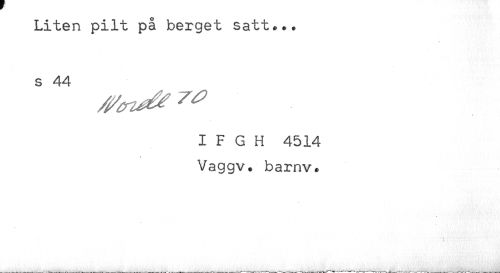 Liten pilt på berget satt...
s 44
Nordl 70
I F G H 4514
Vaggv. barnv.